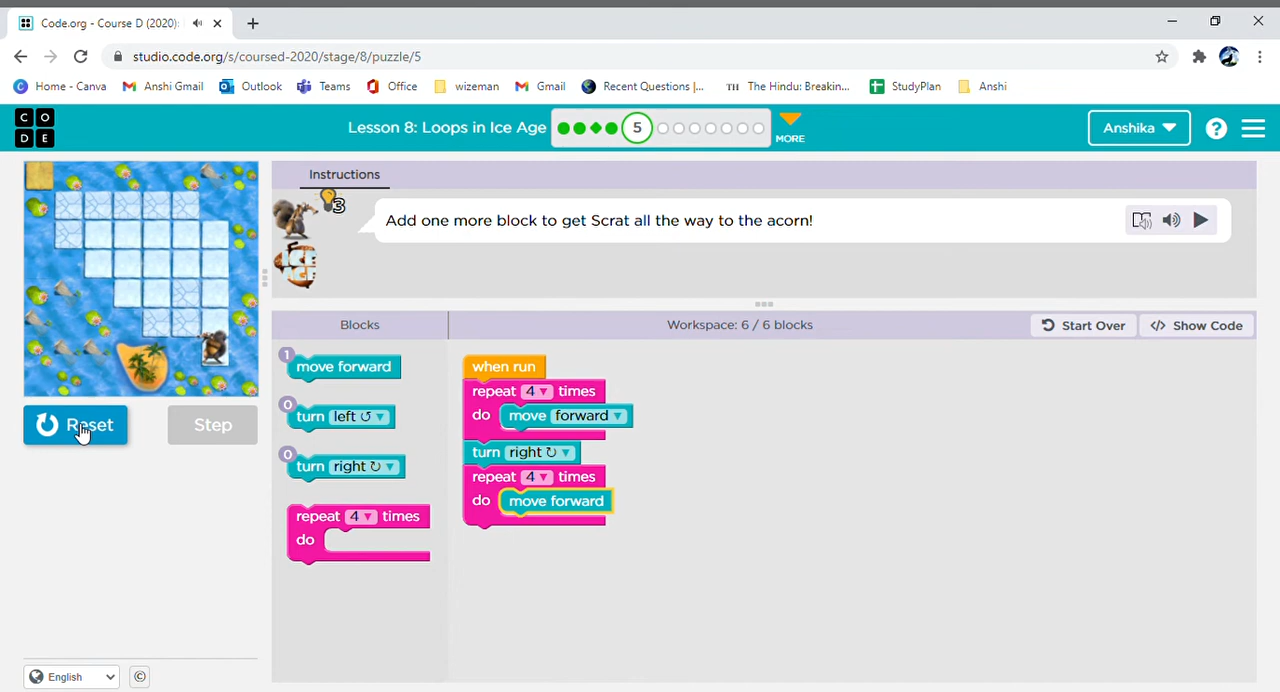 Code.org - Course D (2020):
studio.code.org/s/coursed-2020/stage/8/puzzle/5
Home - Canva Anshi Gmail Outlook Teams Office wizeman Gmail Recent Questions |... TH The Hindu: Breakin... StudyPlan Anshi
CODE
Lesson 8: Loops in Ice Age 5 MORE Anshika ?
Instructions
3
Add one more block to get Scrat all the way to the acorn!
ICE AGE
Blocks Workspace: 6 / 6 blocks Start Over </> Show Code
1
move forward
0
turn left ↺
0
turn right ↻
repeat 4 times
do
when run
repeat 4 times
do move forward
turn right ↻
repeat 4 times
do move forward
Reset Step
English ©